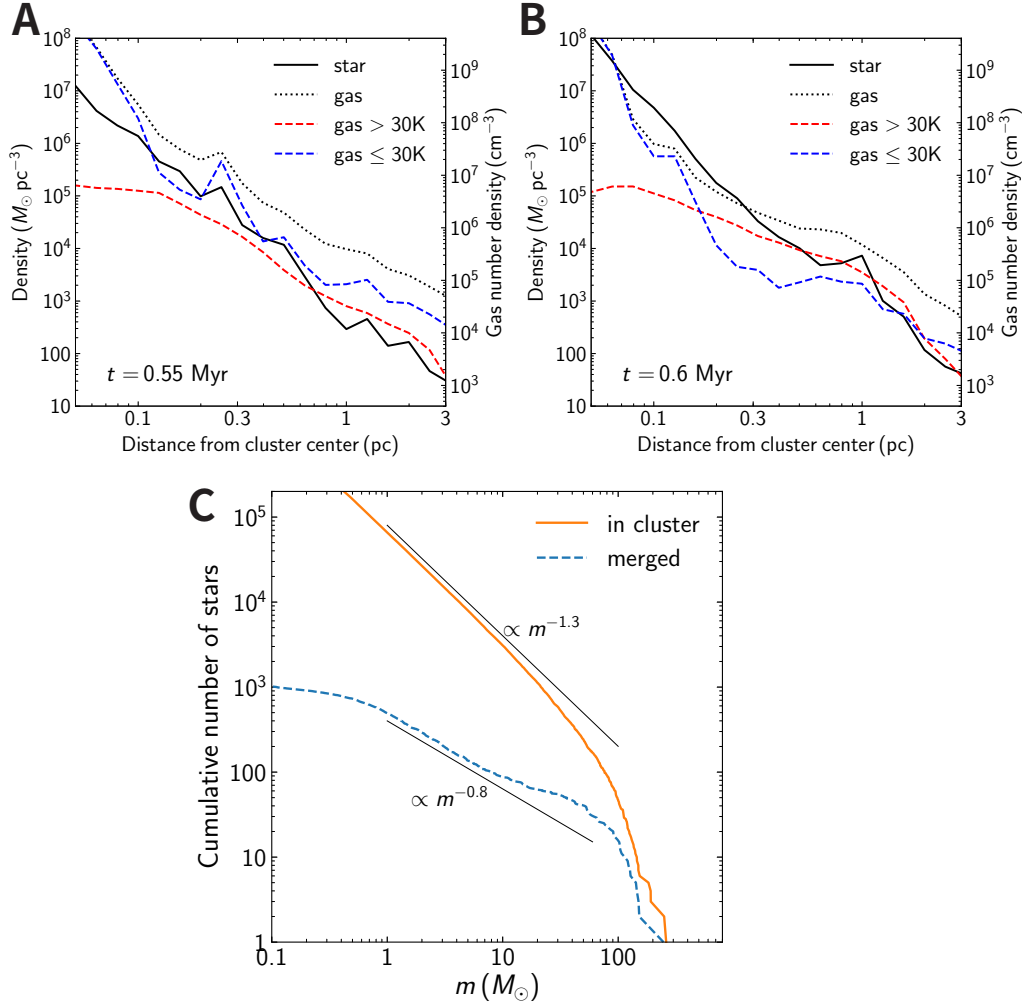 A
10⁸
10⁷
10⁶
10⁵
10⁴
10³
100
10
Density (M⊙ pc⁻³)
star
gas
gas > 30K
gas ≤ 30K
t = 0.55 Myr
0.1
0.3
1
3
Distance from cluster center (pc)
10⁹
10⁸
10⁷
10⁶
10⁵
10⁴
10³
Gas number density (cm⁻³)
B
10⁸
10⁷
10⁶
10⁵
10⁴
10³
100
10
Density (M⊙ pc⁻³)
star
gas
gas > 30K
gas ≤ 30K
t = 0.6 Myr
0.1
0.3
1
3
Distance from cluster center (pc)
10⁹
10⁸
10⁷
10⁶
10⁵
10⁴
10³
Gas number density (cm⁻³)
C
10⁵
10⁴
10³
100
10
1
Cumulative number of stars
in cluster
merged
∝ m⁻¹·³
∝ m⁻⁰·⁸
0.1
1
10
100
m (M⊙)